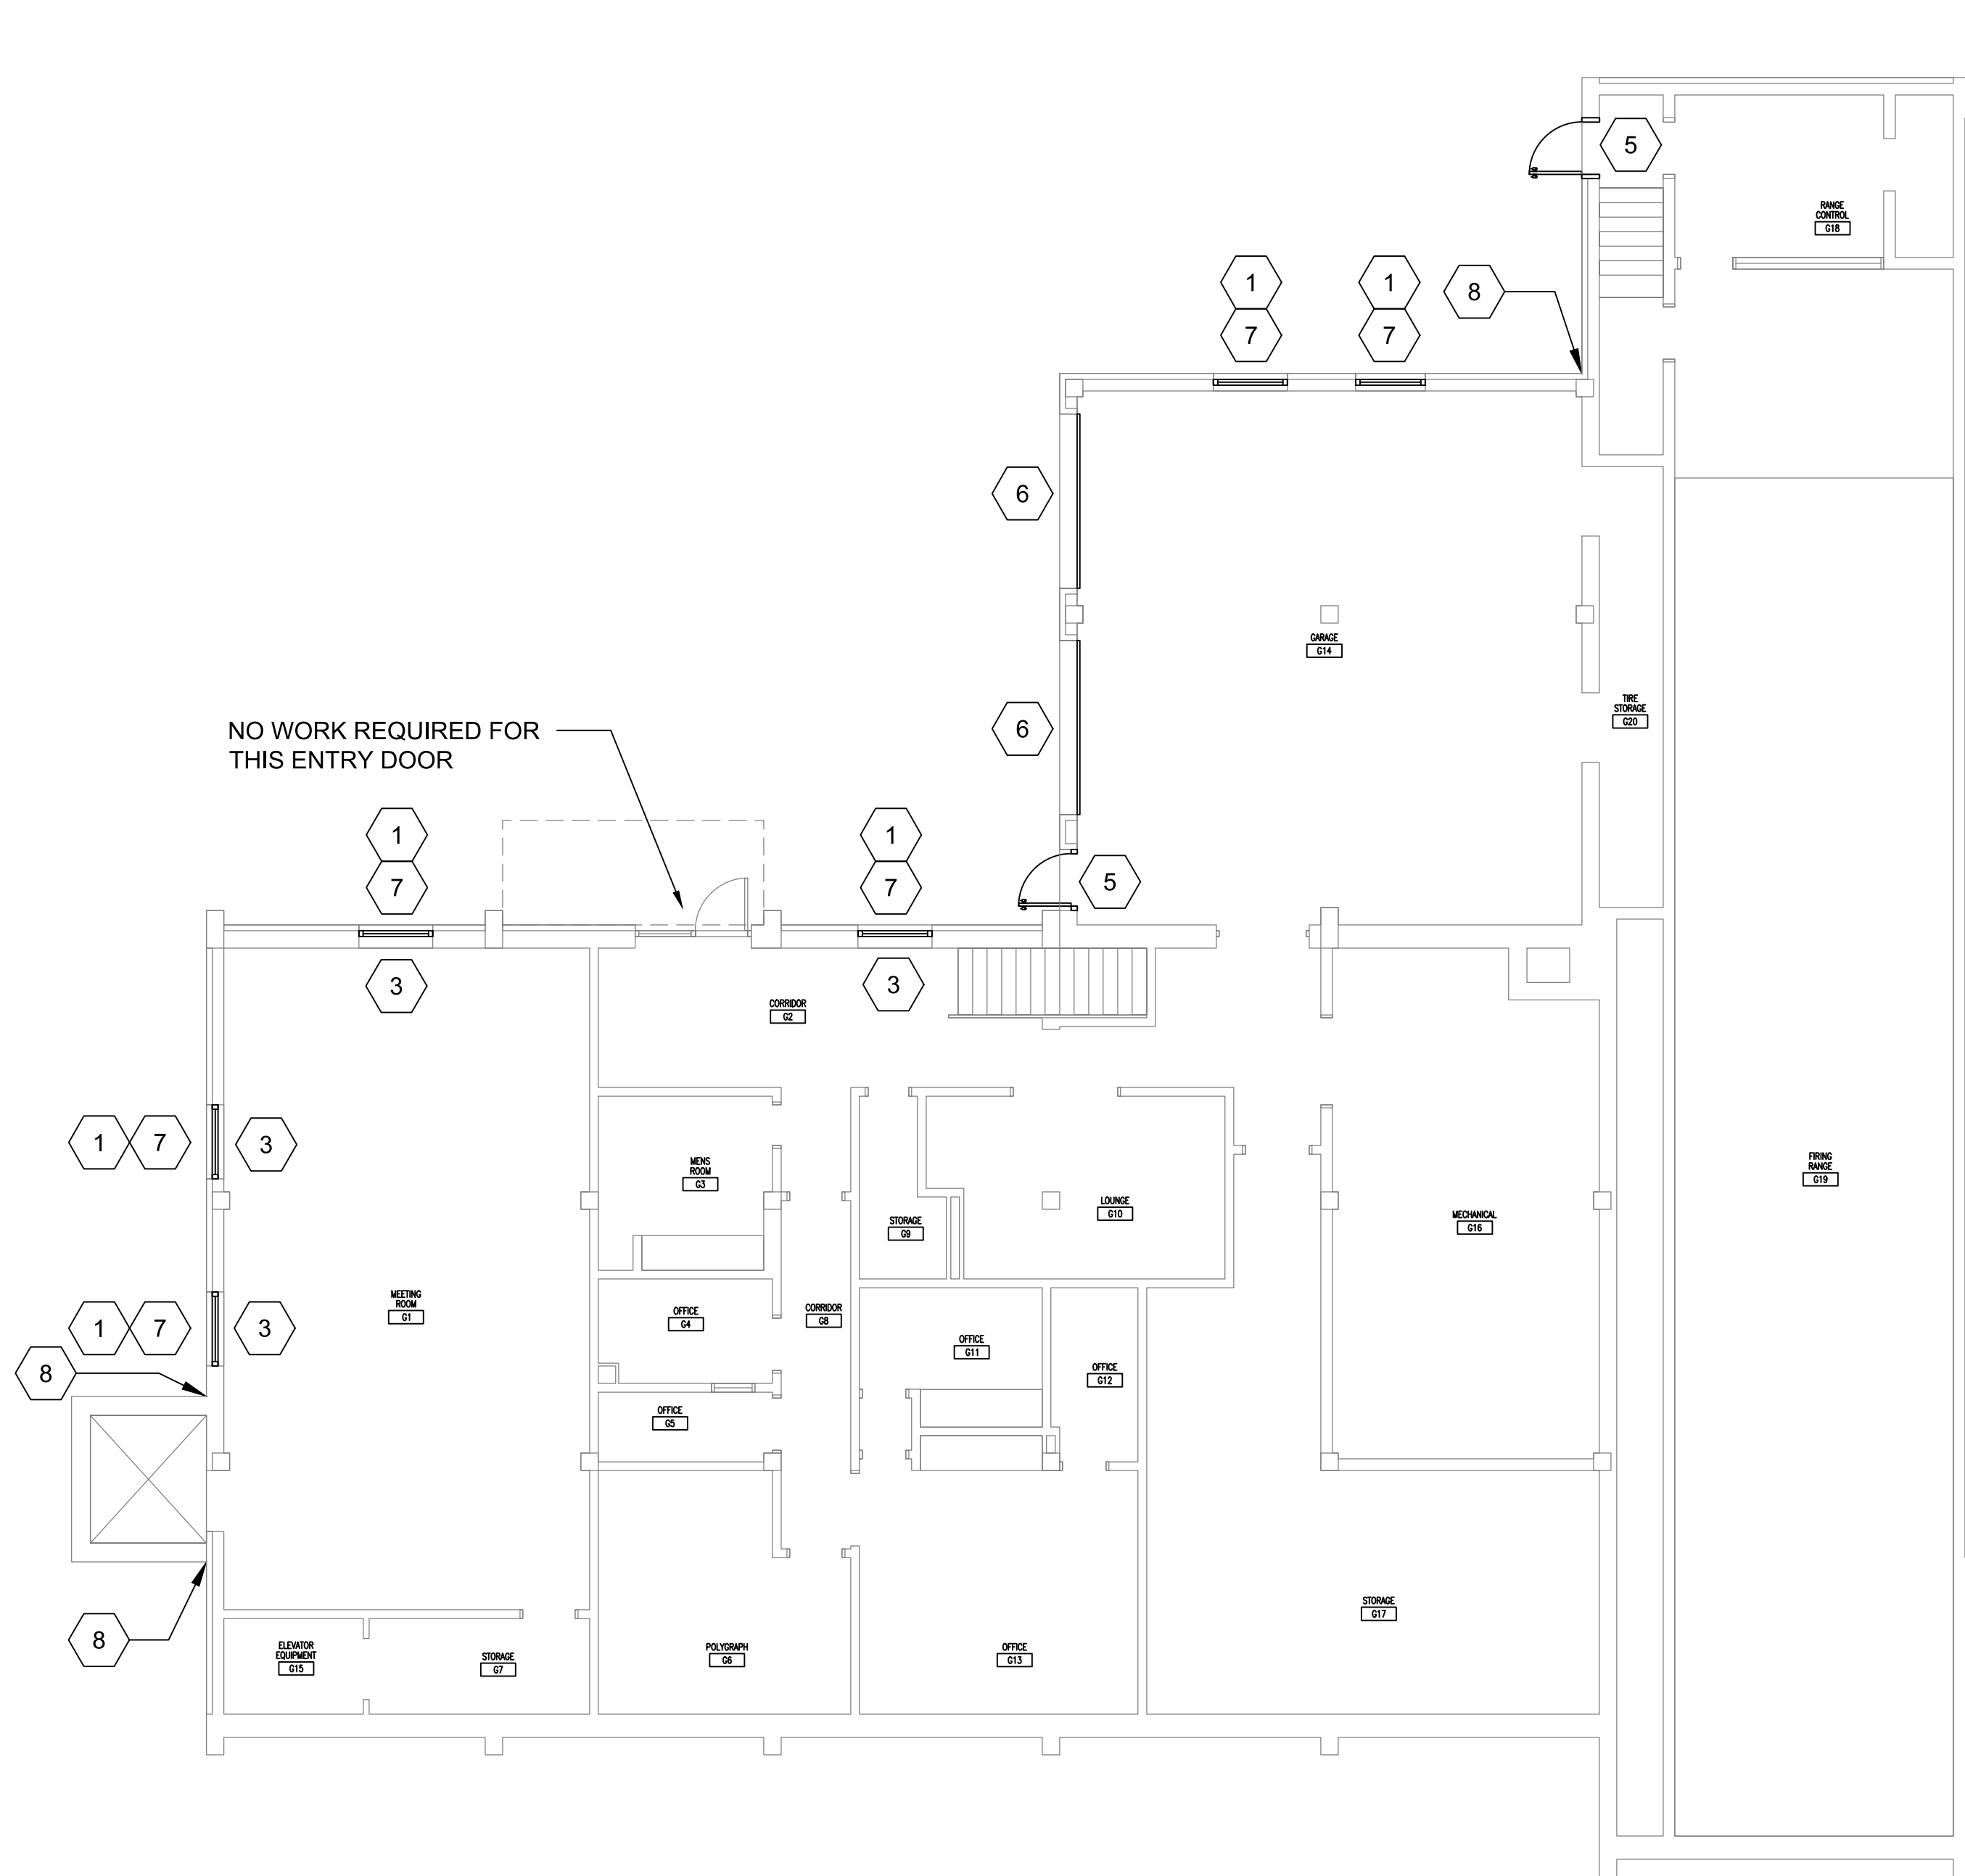 5
RANGE
CONTROL
G18
1
1
8
7
7
6
GARAGE
G14
TIRE
STORAGE
G20
6
NO WORK REQUIRED FOR
THIS ENTRY DOOR
1
1
7
7
5
3
3
CORRIDOR
G2
1
7
3
MENS
ROOM
G3
FIRING
RANGE
G19
LOUNGE
G10
STORAGE
G9
MECHANICAL
G16
MEETING
ROOM
G1
1
7
3
OFFICE
G4
CORRIDOR
G8
OFFICE
G11
8
OFFICE
G12
OFFICE
G5
STORAGE
G17
8
ELEVATOR
EQUIPMENT
G15
STORAGE
G7
POLYGRAPH
G6
OFFICE
G13